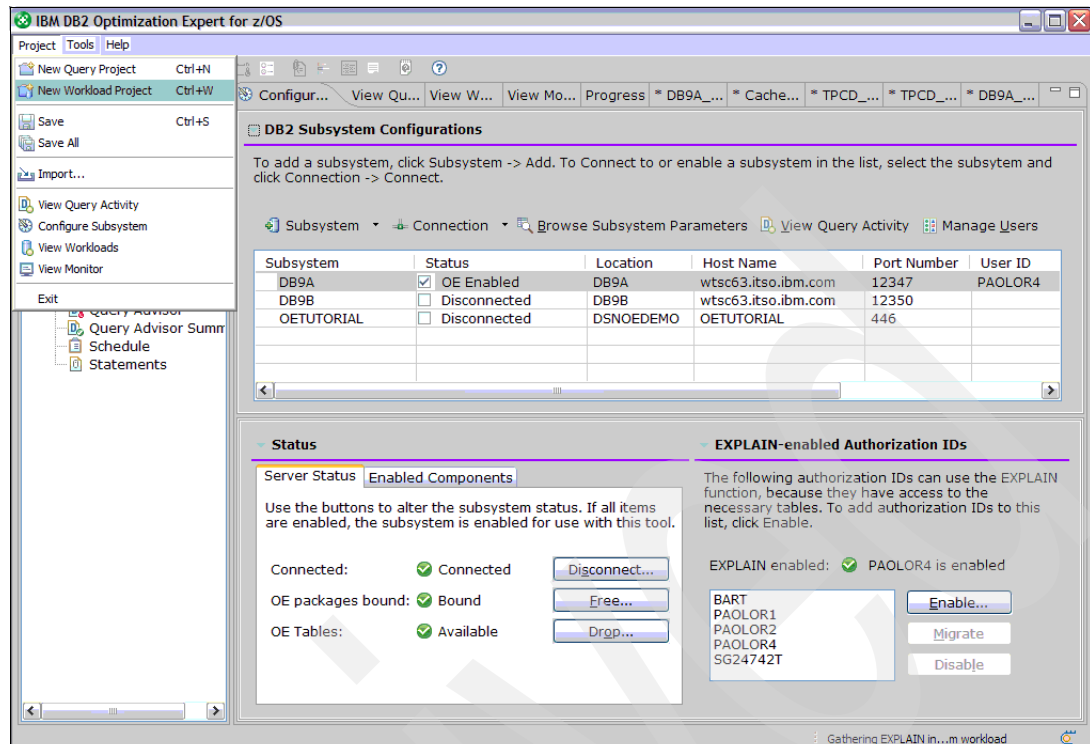 IBM DB2 Optimization Expert for z/OS
Project Tools Help
New Query Project Ctrl+N
New Workload Project Ctrl+W
Save Ctrl+S
Save All
Import...
View Query Activity
Configure Subsystem
View Workloads
View Monitor
Exit
Query Advisor Summ
Schedule
Statements
Configur... View Qu... View W... View Mo... Progress * DB9A_... * Cache... * TPCD_... * TPCD_... * DB9A_...
DB2 Subsystem Configurations
To add a subsystem, click Subsystem -> Add. To Connect to or enable a subsystem in the list, select the subsytem and
click Connection -> Connect.
Subsystem Connection Browse Subsystem Parameters View Query Activity Manage Users
Subsystem Status Location Host Name Port Number User ID
DB9A OE Enabled DB9A wtsc63.itso.ibm.com 12347 PAOLOR4
DB9B Disconnected DB9B wtsc63.itso.ibm.com 12350
OETUTORIAL Disconnected DSNOEDEMO OETUTORIAL 446
Status
Server Status Enabled Components
Use the buttons to alter the subsystem status. If all items
are enabled, the subsystem is enabled for use with this tool.
Connected: Connected Disconnect...
OE packages bound: Bound Free...
OE Tables: Available Drop...
EXPLAIN-enabled Authorization IDs
The following authorization IDs can use the EXPLAIN
function, because they have access to the
necessary tables. To add authorization IDs to this
list, click Enable.
EXPLAIN enabled: PAOLOR4 is enabled
BART
PAOLOR1
PAOLOR2
PAOLOR4
SG24742T
Enable...
Migrate
Disable
Gathering EXPLAIN in...m workload